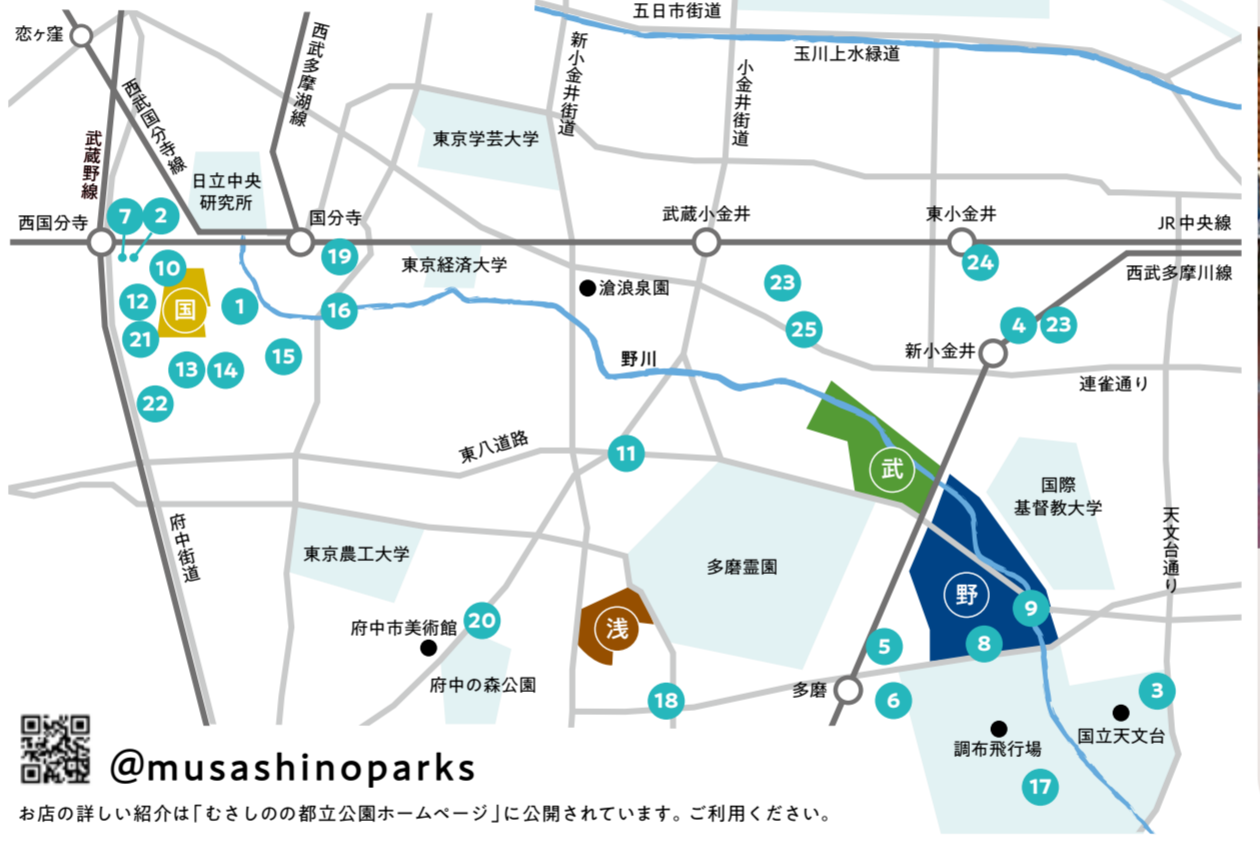 五日市街道
恋ヶ窪
玉川上水緑道
新小金井街道
西武多摩湖線
小金井街道
西武国分寺線
武蔵野線
東京学芸大学
日立中央
研究所
7
2
西国分寺
国分寺
武蔵小金井
東小金井
JR中央線
19
24
10
東京経済大学
西武多摩川線
23
滄浪泉園
12
国
1
16
4
23
25
21
新小金井
野川
15
13
14
連雀通り
22
東八道路
11
武
国際
基督教大学
府中街道
天文台通り
東京農工大学
多磨霊園
野
9
浅
20
府中市美術館
8
5
府中の森公園
多磨
18
6
3
国立天文台
調布飛行場
17
@musashinoparks
お店の詳しい紹介は「むさしのの都立公園ホームページ」に公開されています。ご利用ください。